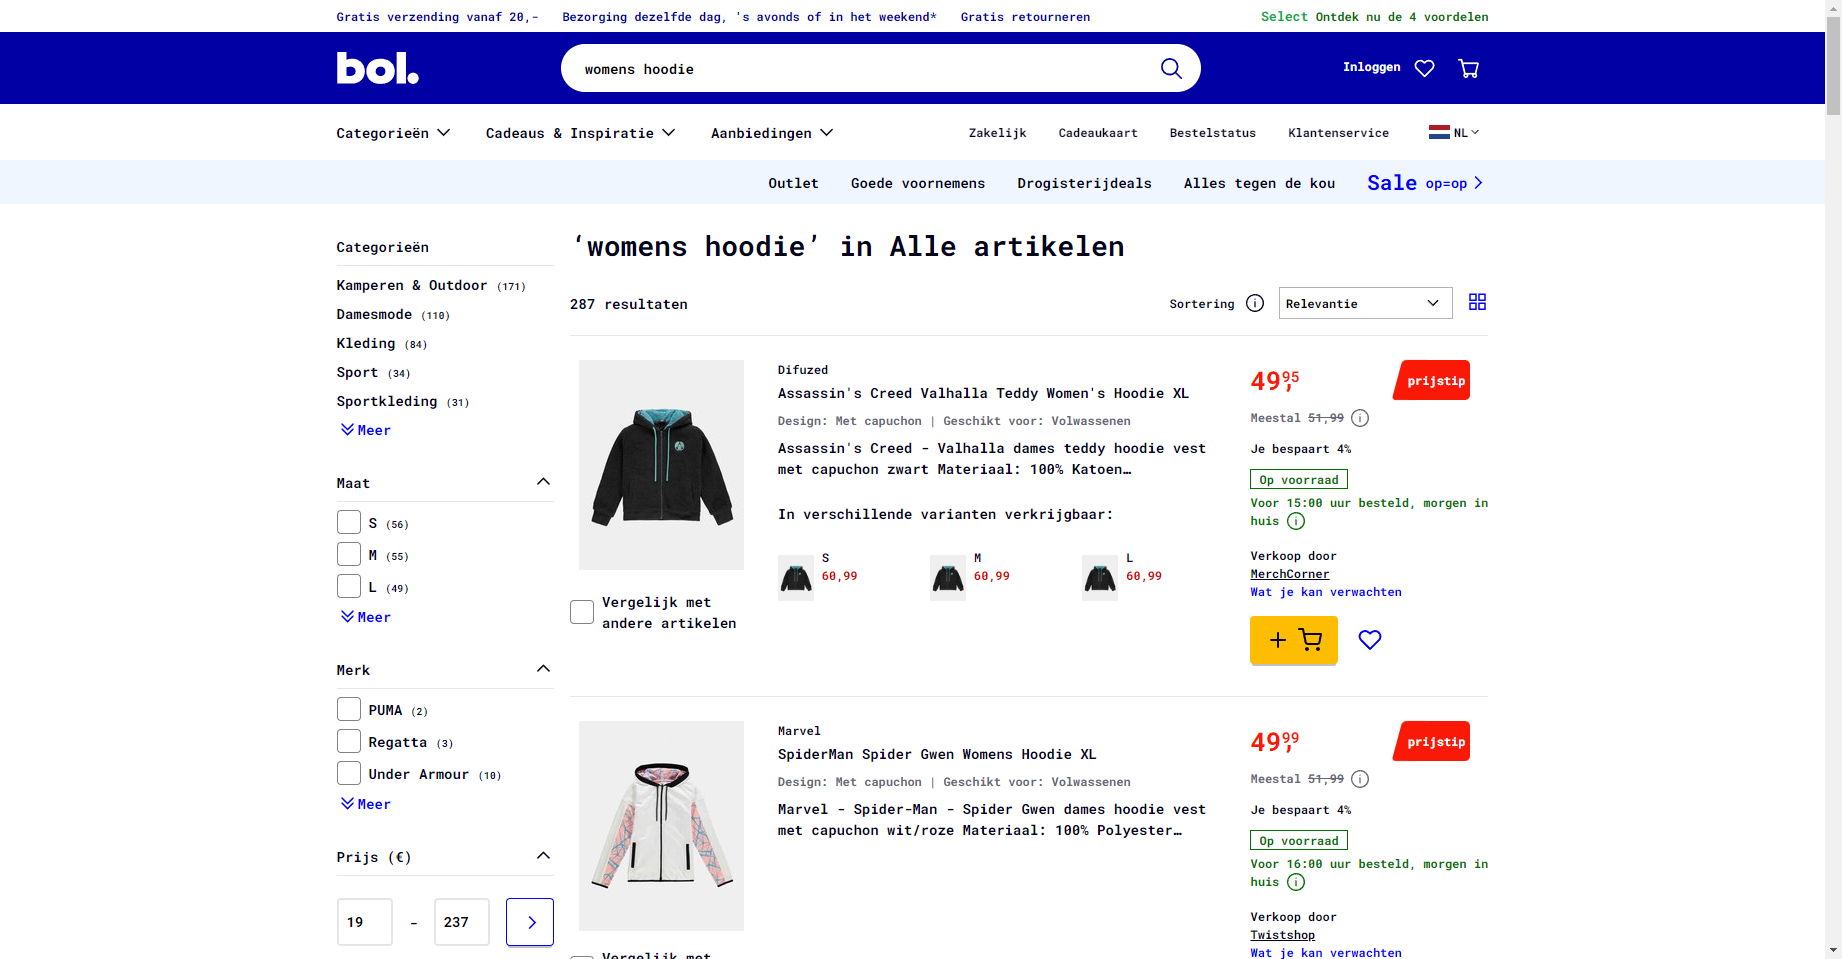 Gratis verzending vanaf 20,-
Bezorging dezelfde dag, 's avonds of in het weekend*
Gratis retourneren
Select Ontdek nu de 4 voordelen
bol.
womens hoodie
Inloggen
Categorieën
Cadeaus & Inspiratie
Aanbiedingen
Zakelijk
Cadeaukaart
Bestelstatus
Klantenservice
NL
Outlet
Goede voornemens
Drogisterijdeals
Alles tegen de kou
Sale op=op
Categorieën
Kamperen & Outdoor (171)
Damesmode (110)
Kleding (84)
Sport (34)
Sportkleding (31)
Meer
Maat
S (56)
M (55)
L (49)
Meer
Merk
PUMA (2)
Regatta (3)
Under Armour (10)
Meer
Prijs (€)
19 - 237
‘womens hoodie’ in Alle artikelen
287 resultaten
Sortering
Relevantie
Difuzed
Assassin's Creed Valhalla Teddy Women's Hoodie XL
Design: Met capuchon | Geschikt voor: Volwassenen
Assassin's Creed - Valhalla dames teddy hoodie vest
met capuchon zwart Materiaal: 100% Katoen…
In verschillende varianten verkrijgbaar:
S
60,99
M
60,99
L
60,99
Vergelijk met
andere artikelen
49,95
prijstip
Meestal 51,99
Je bespaart 4%
Op voorraad
Voor 15:00 uur besteld, morgen in
huis
Verkoop door
MerchCorner
Wat je kan verwachten
Marvel
SpiderMan Spider Gwen Womens Hoodie XL
Design: Met capuchon | Geschikt voor: Volwassenen
Marvel - Spider-Man - Spider Gwen dames hoodie vest
met capuchon wit/roze Materiaal: 100% Polyester…
Vergelijk met
49,99
prijstip
Meestal 51,99
Je bespaart 4%
Op voorraad
Voor 16:00 uur besteld, morgen in
huis
Verkoop door
Twistshop
Wat je kan verwachten